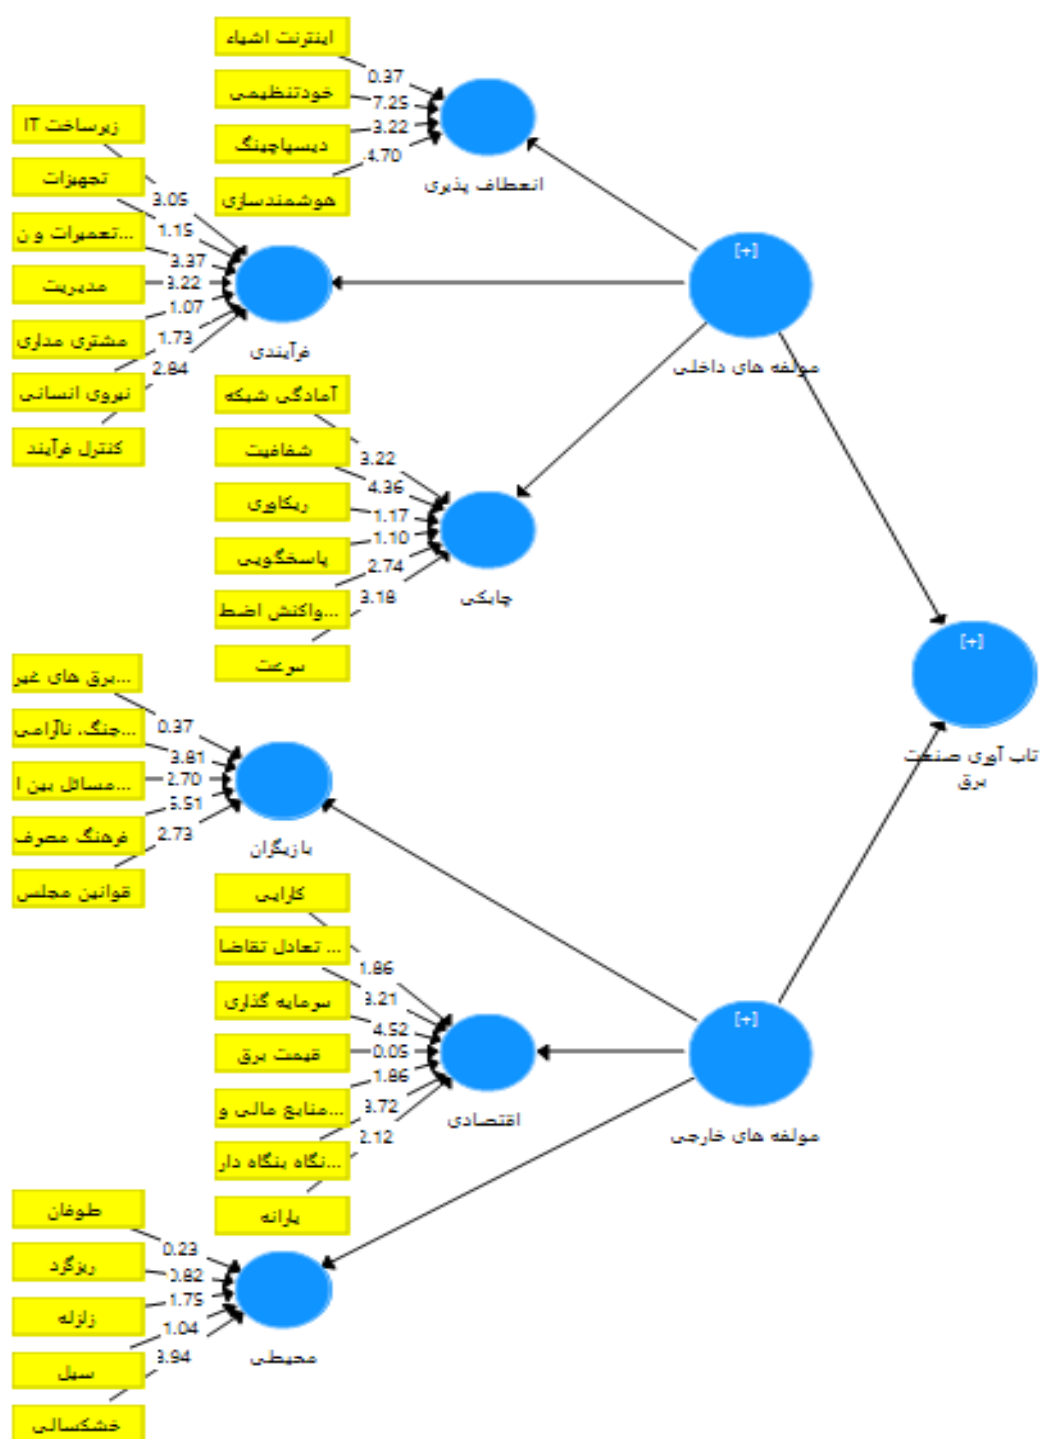 اینترنت اشیاء
0.37
خودتنظیمی
7.25
دیسپاچینگ
3.22
هوشمندسازی
4.70
انعطاف پذیری
زیرساخت IT
3.05
تجهیزات
1.15
تعمیرات و ن...
3.37
مدیریت
3.22
مشتری مداری
1.07
نیروی انسانی
1.73
کنترل فرآیند
2.84
فرآیندی
[+]
مولفه های داخلی
آمادگی شبکه
3.22
شفافیت
4.36
ریکاوری
1.17
پاسخگویی
1.10
واکنش اضط...
2.74
سرعت
3.18
چابکی
[+]
تاب آوری صنعت
برق
برق های غیر...
0.37
جنگ، ناآرامی...
3.81
مسائل بین ا...
2.70
فرهنگ مصرف
5.51
قوانین مجلس
2.73
بازیگران
کارایی
1.86
تعادل تقاضا ...
3.21
سرمایه گذاری
4.52
قیمت برق
0.05
منابع مالی و...
1.86
نگاه بنگاه دار...
3.72
یارانه
2.12
اقتصادی
[+]
مولفه های خارجی
طوفان
0.23
ریزگرد
0.82
زلزله
1.75
سیل
1.04
خشکسالی
3.94
محیطی